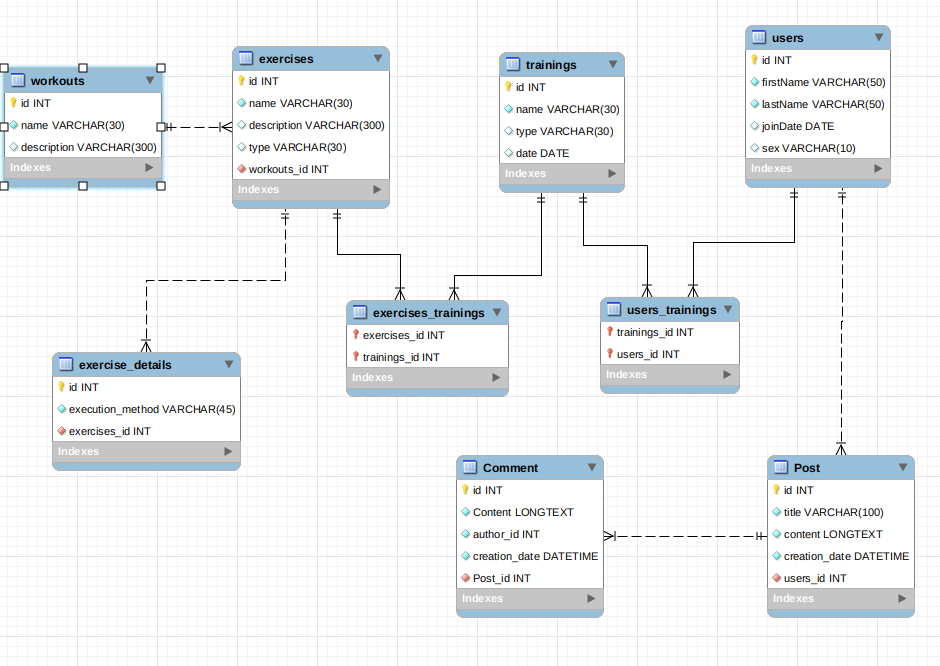 workouts
id INT
name VARCHAR(30)
description VARCHAR(300)
Indexes
exercises
id INT
name VARCHAR(30)
description VARCHAR(300)
type VARCHAR(30)
workouts_id INT
Indexes
trainings
id INT
name VARCHAR(30)
type VARCHAR(30)
date DATE
Indexes
users
id INT
firstName VARCHAR(50)
lastName VARCHAR(50)
joinDate DATE
sex VARCHAR(10)
Indexes
exercise_details
id INT
execution_method VARCHAR(45)
exercises_id INT
Indexes
exercises_trainings
exercises_id INT
trainings_id INT
Indexes
users_trainings
trainings_id INT
users_id INT
Indexes
Comment
id INT
Content LONGTEXT
author_id INT
creation_date DATETIME
Post_id INT
Indexes
Post
id INT
title VARCHAR(100)
content LONGTEXT
creation_date DATETIME
users_id INT
Indexes